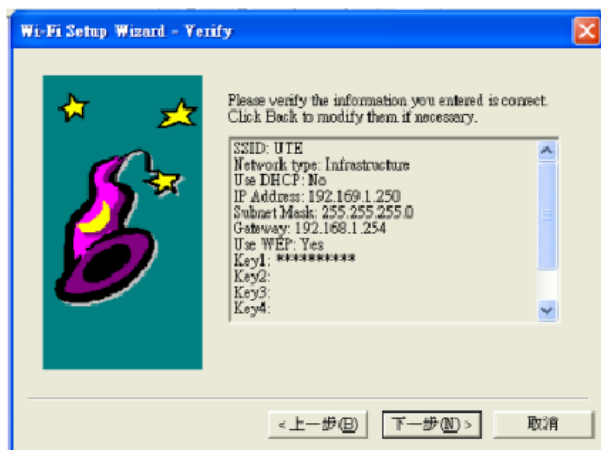 Wi-Fi Setup Wizard - Verify
Please verify the information you entered is correct.
Click Back to modify them if necessary.
SSID: UTE
Network type: Infrastructure
Use DHCP: No
IP Address: 192.169.1.250
Subnet Mask: 255.255.255.0
Gateway: 192.168.1.254
Use WEP: Yes
Key1: **********
Key2:
Key3:
Key4:
<上一步(B) 下一步(N)> 取消